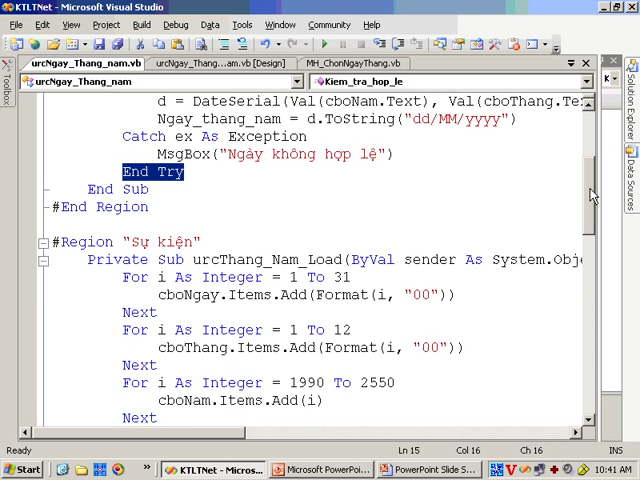 KTLTNet - Microsoft Visual Studio
File Edit View Project Build Debug Data Tools Window Community Help
urcNgay_Thang_nam.vb urcNgay_Thang...am.vb [Design] MH_ChonNgayThang.vb
urcNgay_Thang_nam Kiem_tra_hop_le
Toolbox
Solution Explorer
Data Sources
d = DateSerial(Val(cboNam.Text), Val(cboThang.Tex
Ngay_thang_nam = d.ToString("dd/MM/yyyy")
Catch ex As Exception
MsgBox("Ngày không hợp lệ")
End Try
End Sub
#End Region
#Region "Sự kiện"
Private Sub urcThang_Nam_Load(ByVal sender As System.Obje
For i As Integer = 1 To 31
cboNgay.Items.Add(Format(i, "00"))
Next
For i As Integer = 1 To 12
cboThang.Items.Add(Format(i, "00"))
Next
For i As Integer = 1990 To 2550
cboNam.Items.Add(i)
Next
Ready Ln 15 Col 16 Ch 16 INS
Start KTLTNet - Micros... Microsoft PowerPoi... PowerPoint Slide S... 10:41 AM